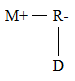 M+ — R-
D